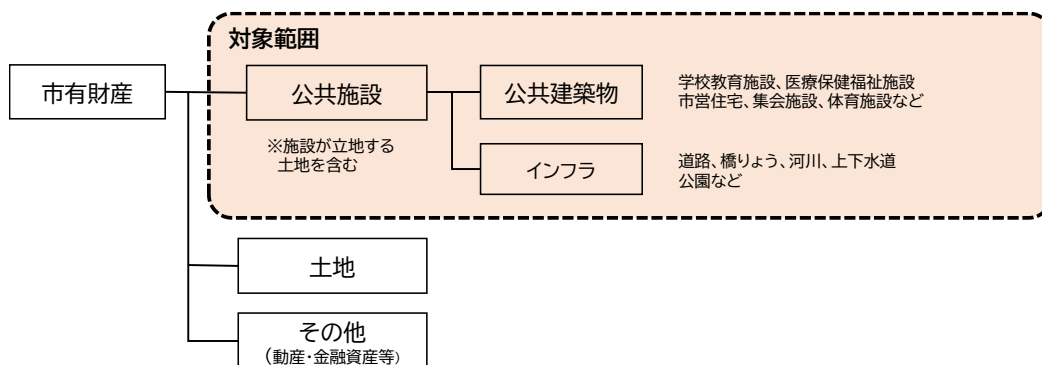 対象範囲
市有財産
公共施設
※施設が立地する
土地を含む
公共建築物
学校教育施設、医療保健福祉施設
市営住宅、集会施設、体育施設など
インフラ
道路、橋りょう、河川、上下水道
公園など
土地
その他
(動産・金融資産等)